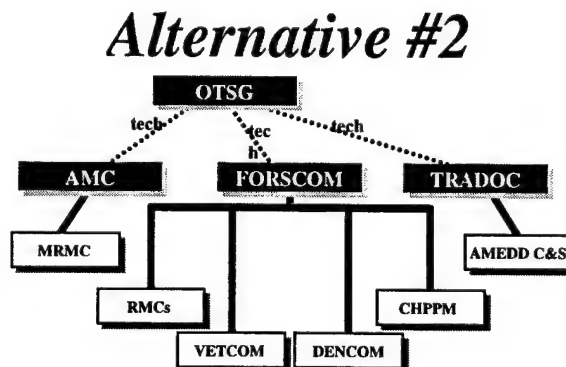 Alternative #2
OTSG
tech
tec
h
tech
AMC
FORSCOM
TRADOC
MRMC
AMEDD C&S
RMCs
CHPPM
VETCOM
DENCOM